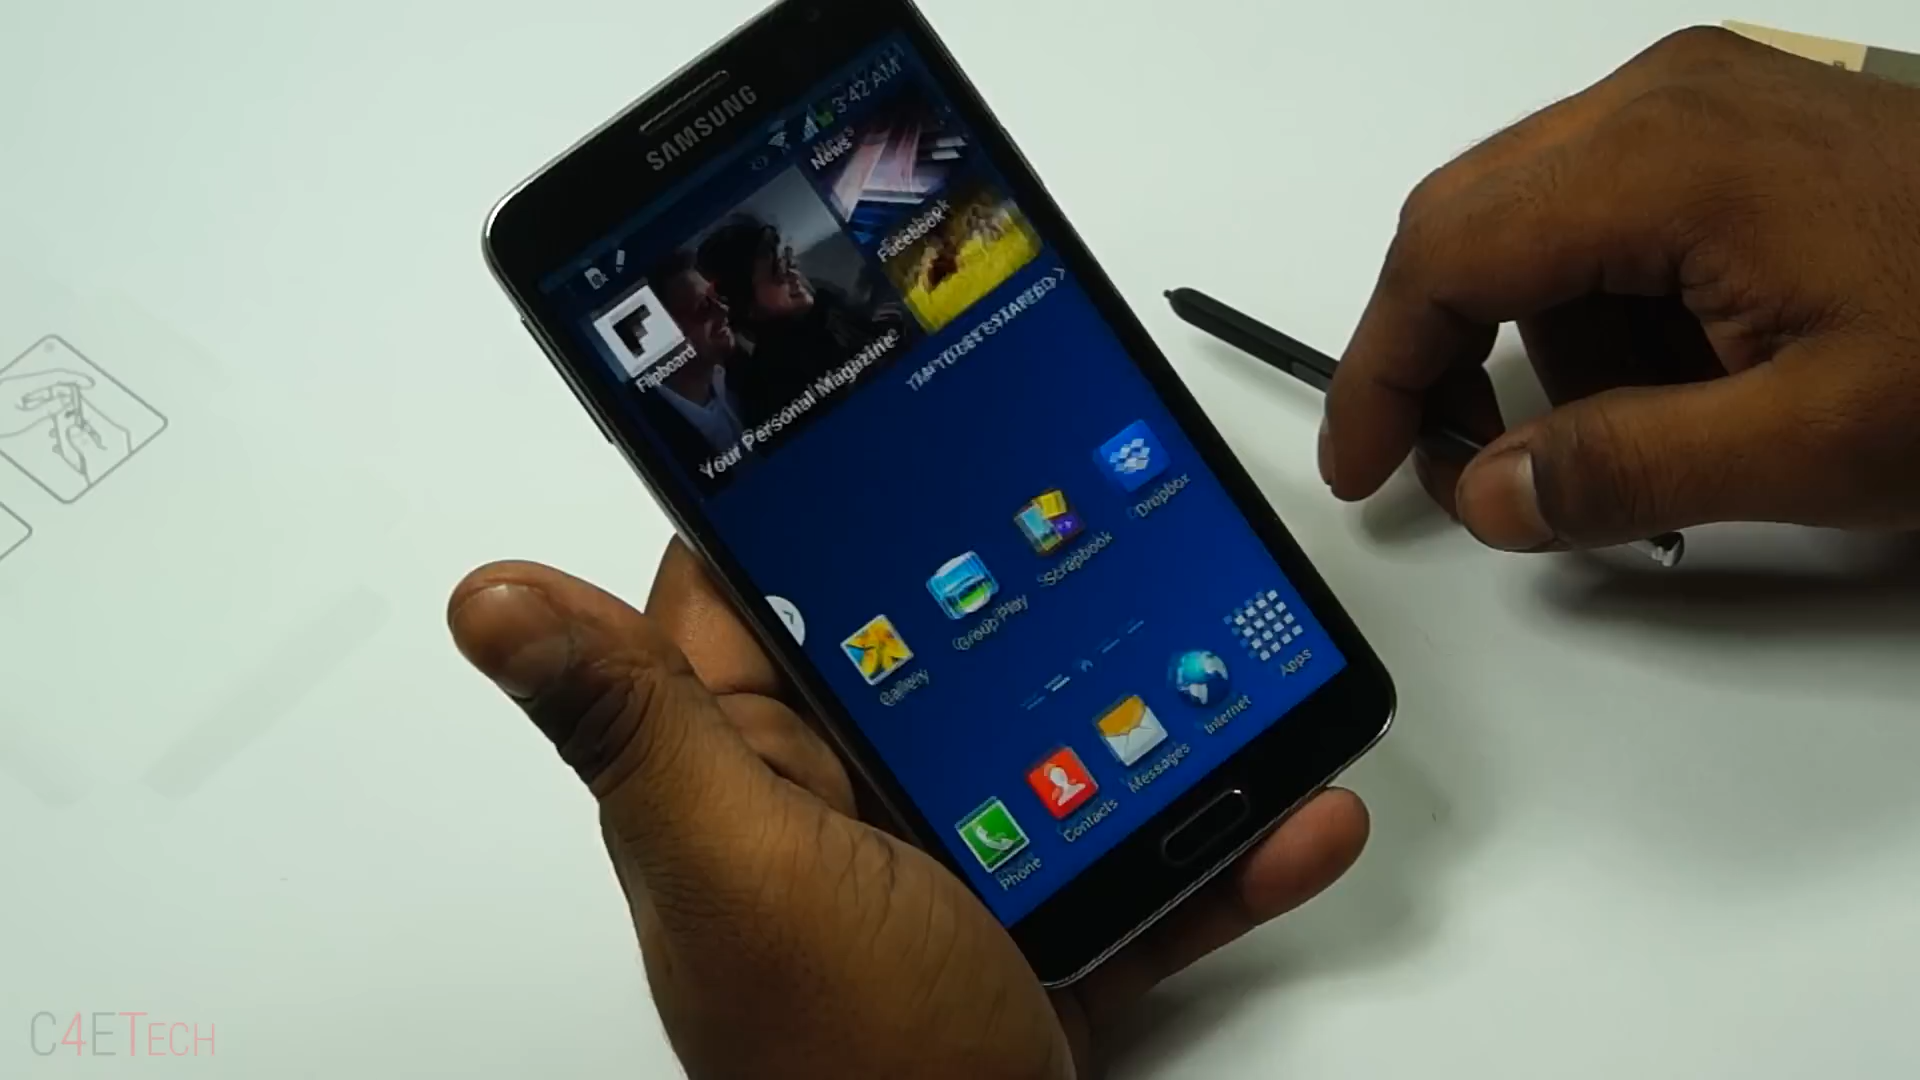 SAMSUNG
3:42 AM
News
Facebook
Flipboard
Your Personal Magazine
TAP TO GET STARTED
Dropbox
Scrapbook
Group Play
Gallery
Apps
Internet
Messages
Contacts
Phone
C4ETECH